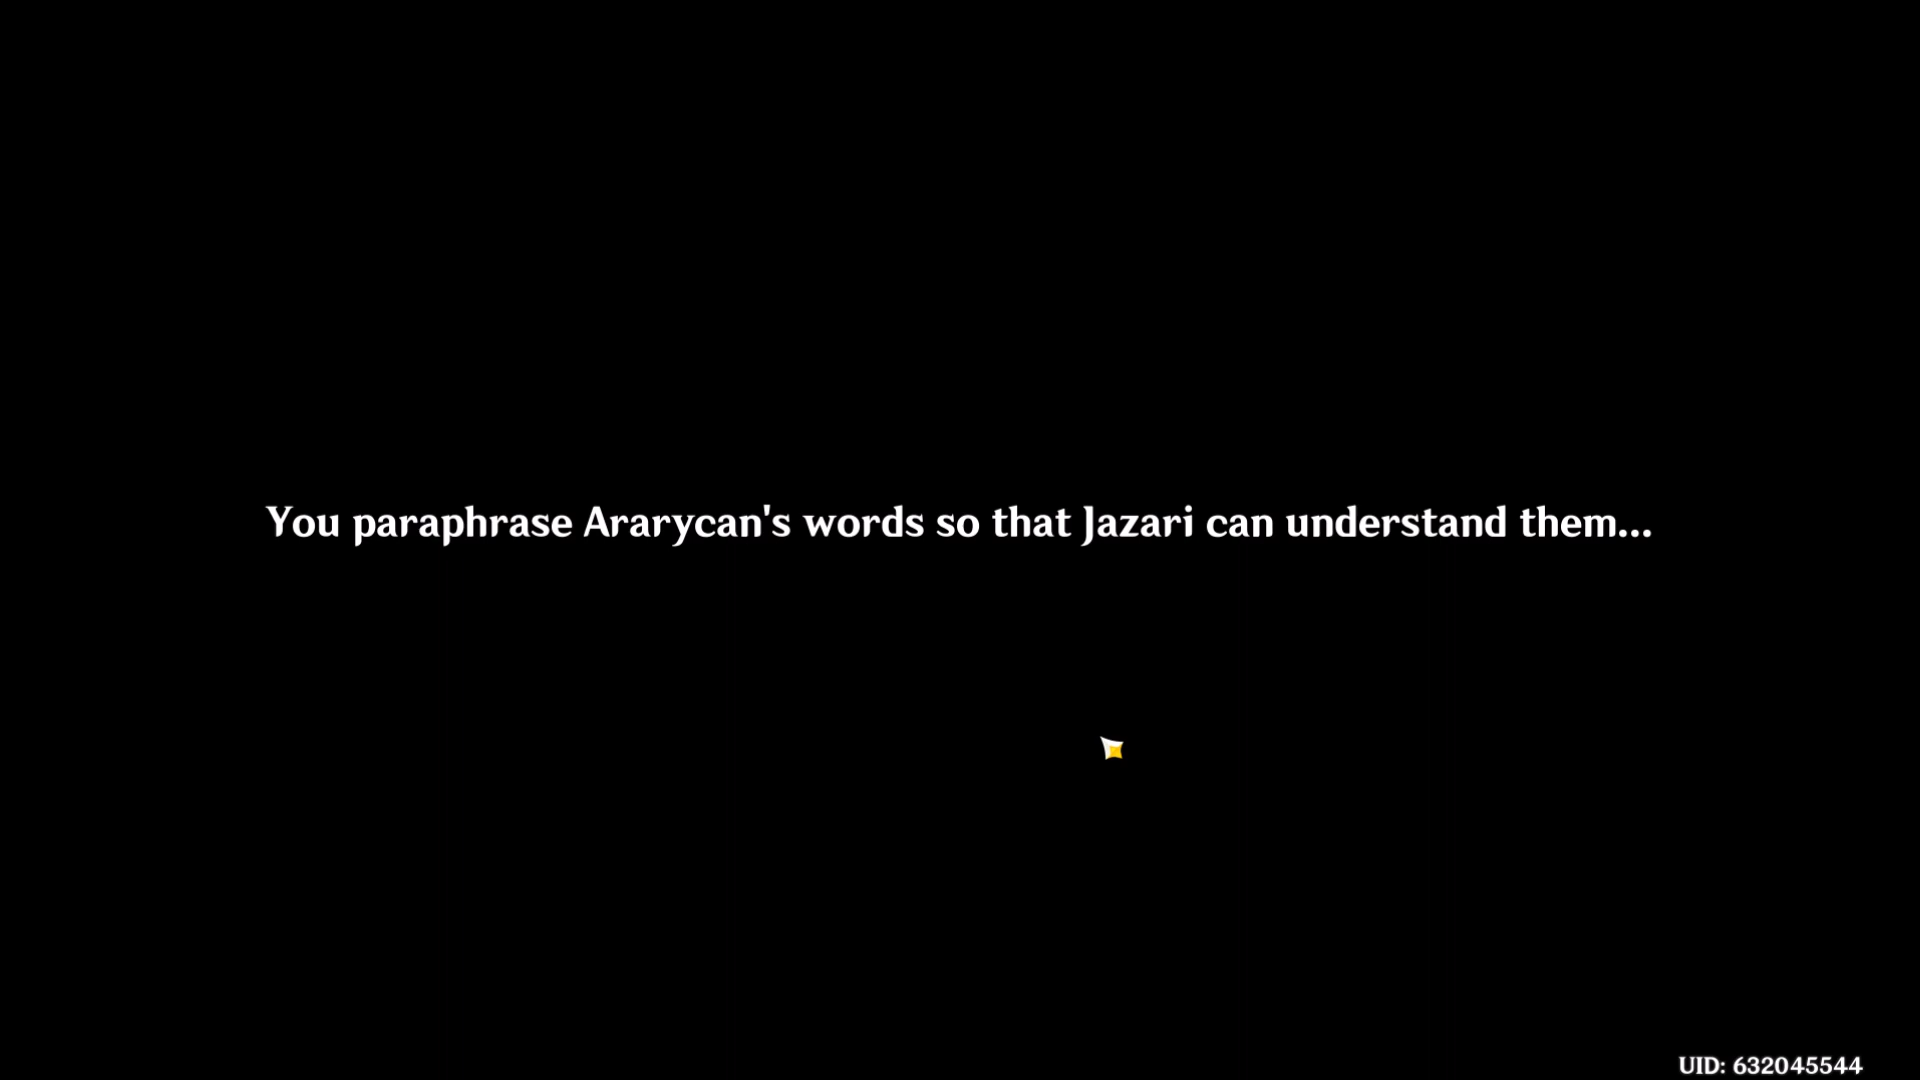 You paraphrase Ararycan's words so that Jazari can understand them...
UID: 632045544